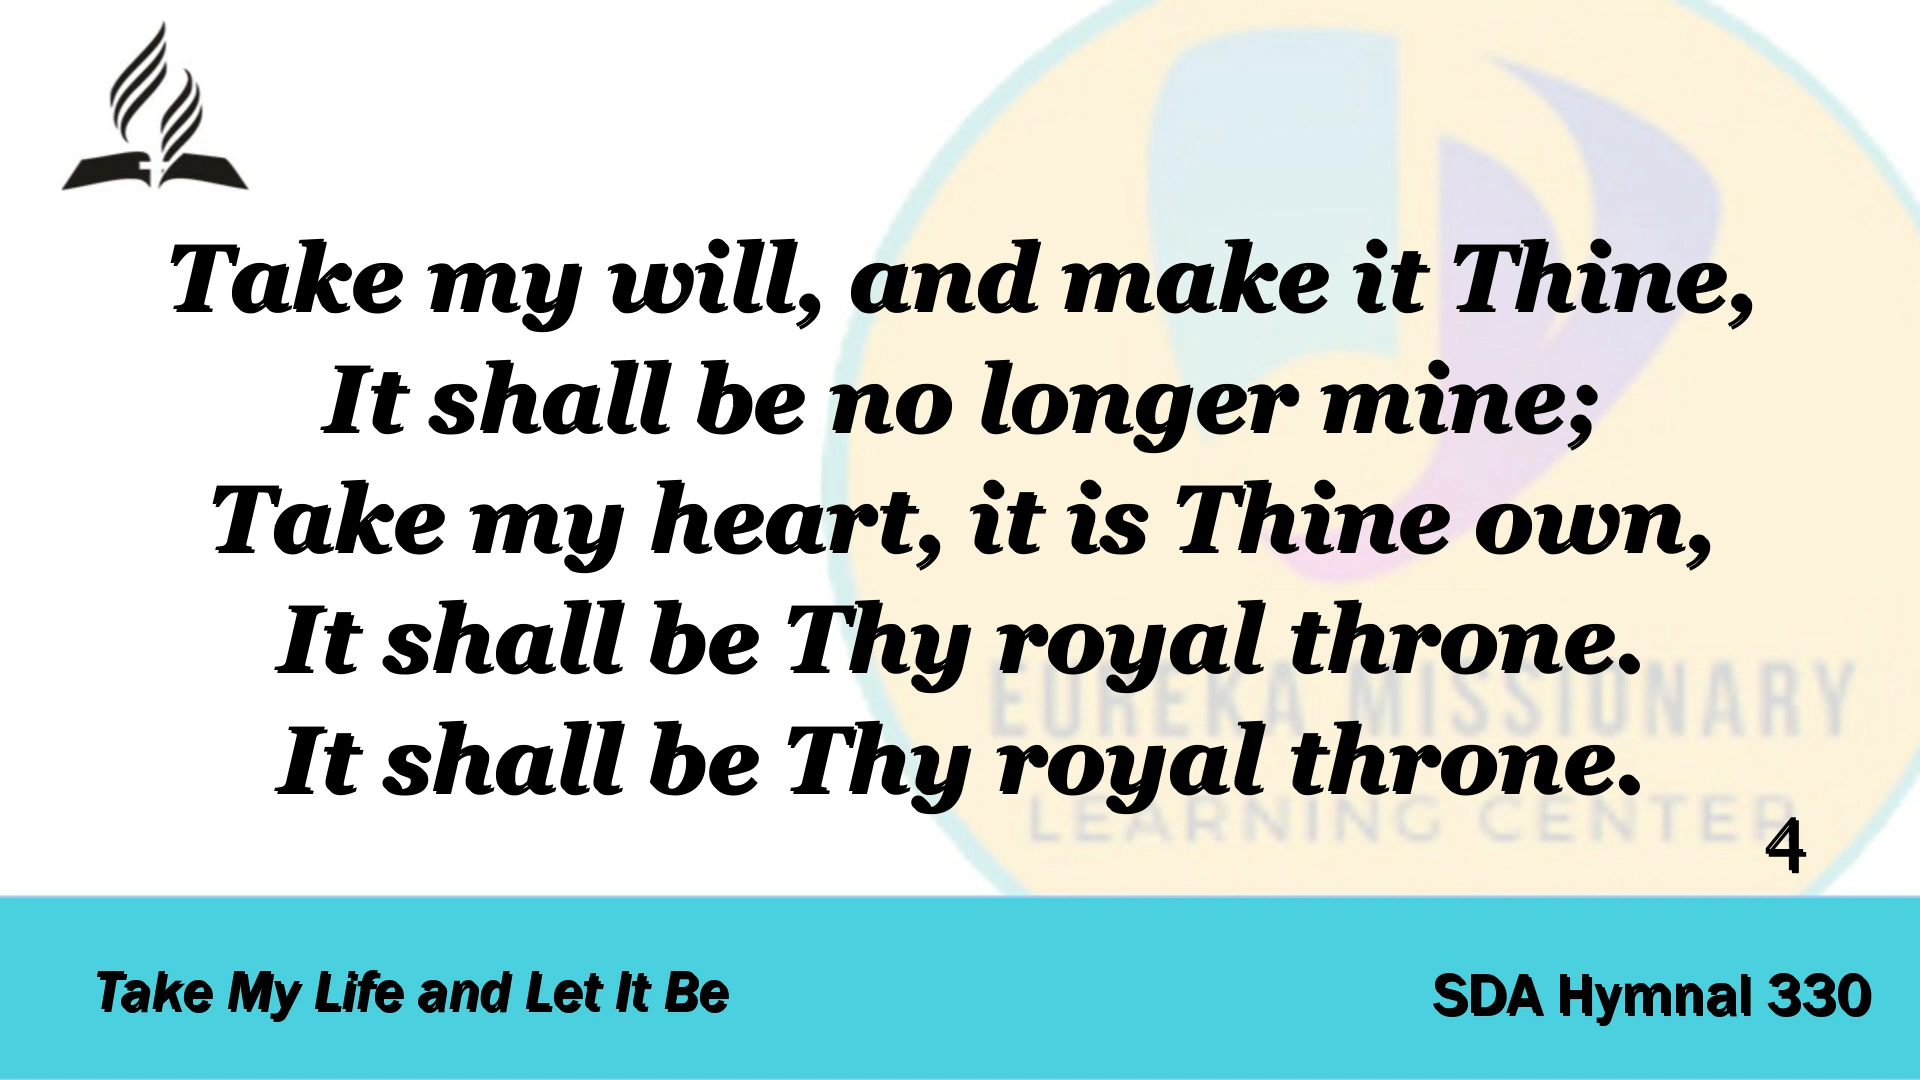 Take my will, and make it Thine,
It shall be no longer mine;
Take my heart, it is Thine own,
It shall be Thy royal throne.
EUREKA MISSIONARY
It shall be Thy royal throne.
LEARNING CENTER
4
Take My Life and Let It Be
SDA Hymnal 330